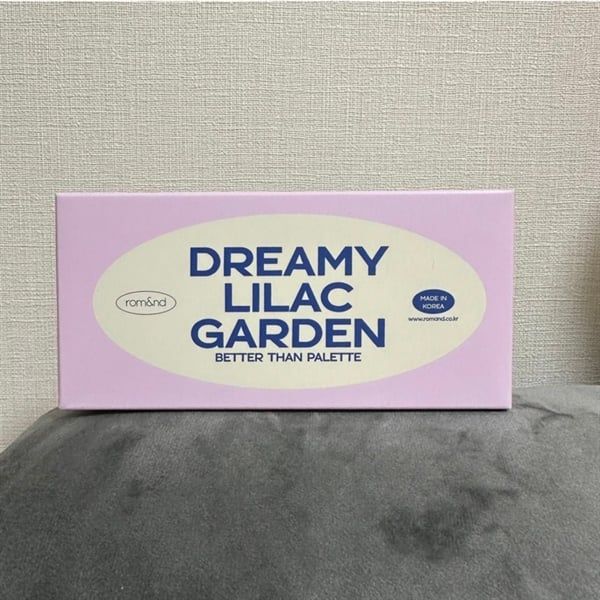 DREAMY
LILAC
GARDEN
BETTER THAN PALETTE
rom&nd
MADE IN
KOREA
www.romand.co.kr